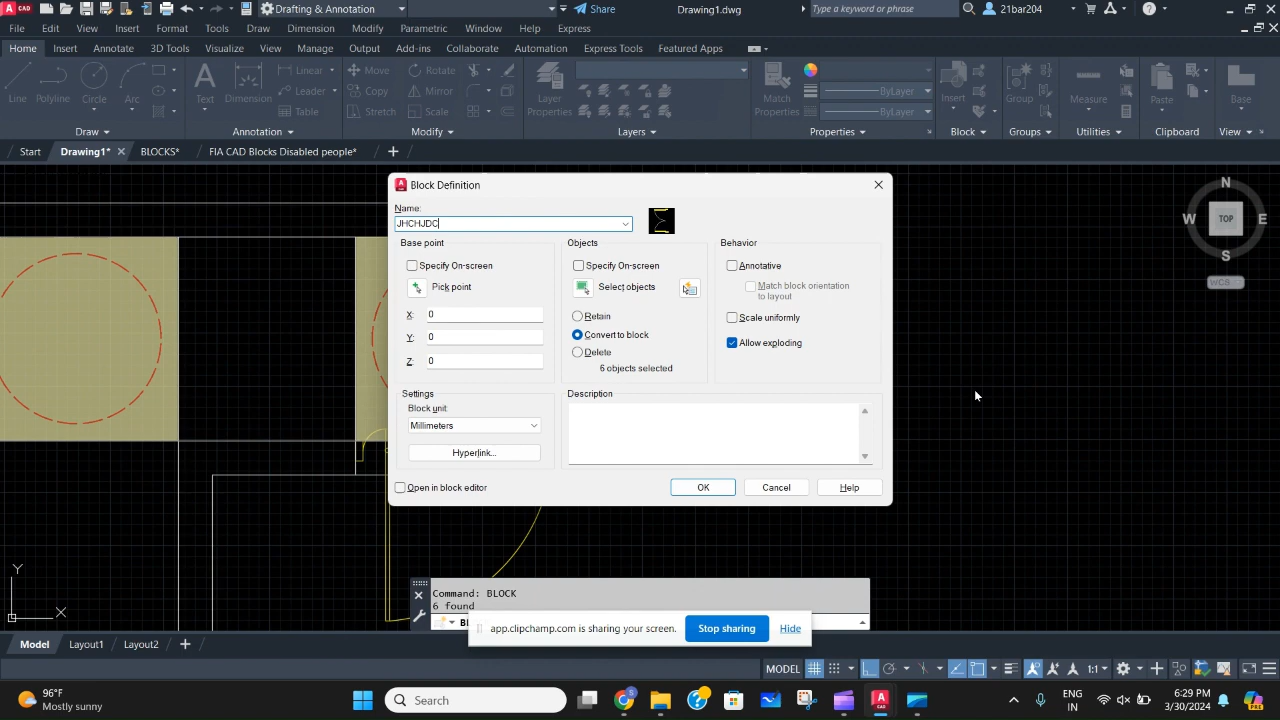 CAD
Drafting & Annotation
Share
Drawing1.dwg
Type a keyword or phrase
21bar204
File Edit View Insert Format Tools Draw Dimension Modify Parametric Window Help Express
Home Insert Annotate 3D Tools Visualize View Manage Output Add-ins Collaborate Automation Express Tools Featured Apps
Line Polyline Circle Arc
Text Dimension
Linear
Leader
Table
Move Rotate
Copy Mirror
Stretch Scale
Layer Properties
Match Properties
ByLayer
ByLayer
Insert
Group
Measure
Paste
Base
Draw Annotation Modify Layers Properties Block Groups Utilities Clipboard View
Start Drawing1* BLOCKS* FIA CAD Blocks Disabled people*
N
W TOP E
S
WCS
Block Definition
Name:
JHCHJDC
Base point
Specify On-screen
Pick point
X: 0
Y: 0
Z: 0
Objects
Specify On-screen
Select objects
Retain
Convert to block
Delete
6 objects selected
Behavior
Annotative
Match block orientation
to layout
Scale uniformly
Allow exploding
Settings
Block unit:
Millimeters
Hyperlink...
Description
Open in block editor
OK Cancel Help
Y
X
Command: BLOCK
6 found
app.clipchamp.com is sharing your screen. Stop sharing Hide
Model Layout1 Layout2
MODEL 1:1
96°F
Mostly sunny
Search
ENG
IN
6:29 PM
3/30/2024